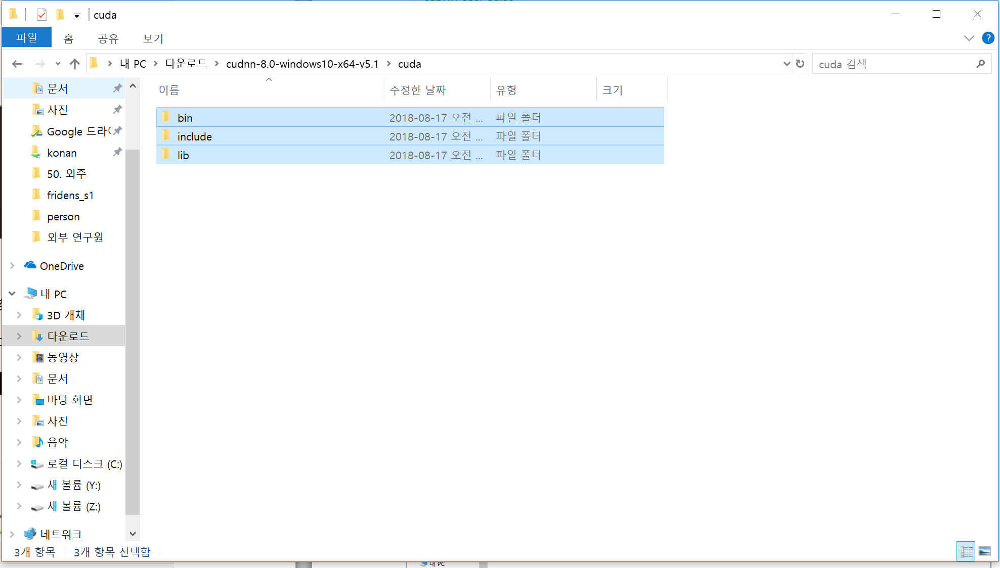 cuda
파일 홈 공유 보기
내 PC 다운로드 cudnn-8.0-windows10-x64-v5.1 cuda
cuda 검색
이름 수정한 날짜 유형 크기
bin 2018-08-17 오전 ... 파일 폴더
include 2018-08-17 오전 ... 파일 폴더
lib 2018-08-17 오전 ... 파일 폴더
문서
사진
Google 드라이
konan
50. 외주
fridens_s1
person
외부 연구원
OneDrive
내 PC
3D 개체
다운로드
동영상
문서
바탕 화면
사진
음악
로컬 디스크 (C:)
새 볼륨 (Y:)
새 볼륨 (Z:)
네트워크
3개 항목 3개 항목 선택함
내 PC